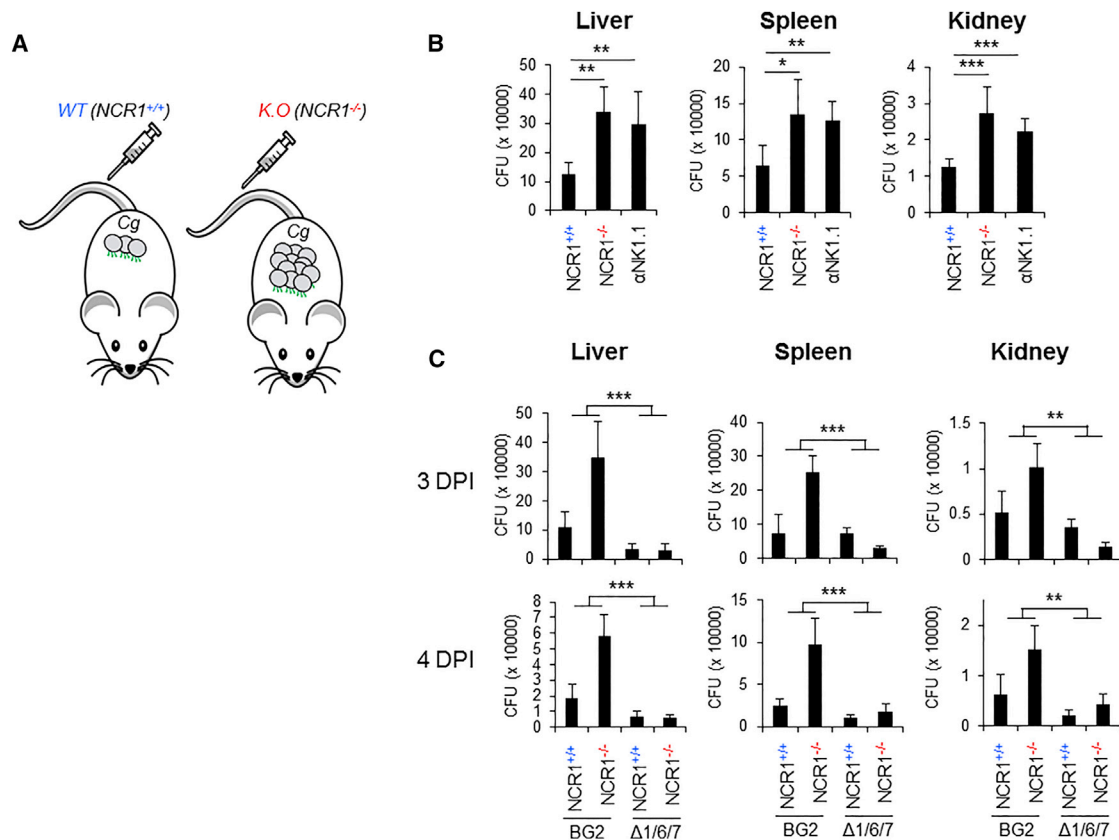 A
WT (NCR1+/+)
K.O (NCR1-/-)
Cg
Cg
B
Liver
Spleen
Kidney
CFU (x 10000)
50
40
30
20
10
0
**
**
NCR1+/+
NCR1-/-
αNK1.1
CFU (x 10000)
20
15
10
5
0
**
*
NCR1+/+
NCR1-/-
αNK1.1
CFU (x 10000)
4
3
2
1
0
***
***
NCR1+/+
NCR1-/-
αNK1.1
C
Liver
Spleen
Kidney
3 DPI
CFU (x 10000)
50
40
30
20
10
0
***
CFU (x 10000)
40
30
20
10
0
***
CFU (x 10000)
1.5
1
0.5
0
**
4 DPI
CFU (x 10000)
8
7
6
5
4
3
2
1
0
***
CFU (x 10000)
15
10
5
0
***
CFU (x 10000)
2
1
0
**
NCR1+/+
NCR1-/-
NCR1+/+
NCR1-/-
BG2
Δ1/6/7
NCR1+/+
NCR1-/-
NCR1+/+
NCR1-/-
BG2
Δ1/6/7
NCR1+/+
NCR1-/-
NCR1+/+
NCR1-/-
BG2
Δ1/6/7